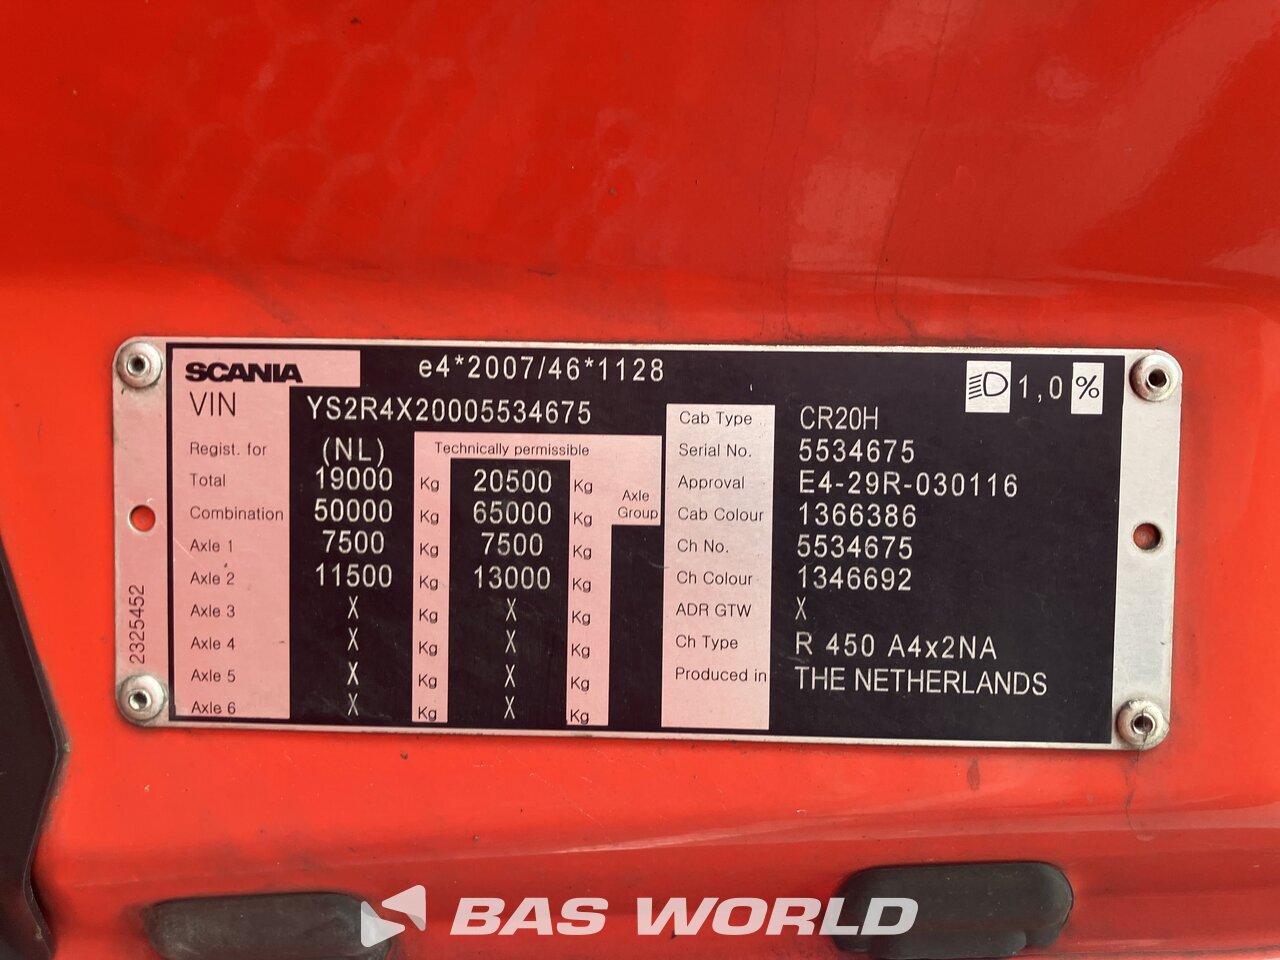 SCANIA e4*2007/46*1128 1,0 %
VIN YS2R4X20005534675
Regist. for (NL) Technically permissible
Total 19000 Kg 20500 Kg Axle
Combination 50000 Kg 65000 Kg Group
Axle 1 7500 Kg 7500 Kg
Axle 2 11500 Kg 13000 Kg
Axle 3 X Kg X Kg
Axle 4 X Kg X Kg
Axle 5 X Kg X Kg
Axle 6 X Kg X Kg
Cab Type CR20H
Serial No. 5534675
Approval E4-29R-030116
Cab Colour 1366386
Ch No. 5534675
Ch Colour 1346692
ADR GTW X
Ch Type R 450 A4x2NA
Produced in THE NETHERLANDS
2325452
BAS WORLD